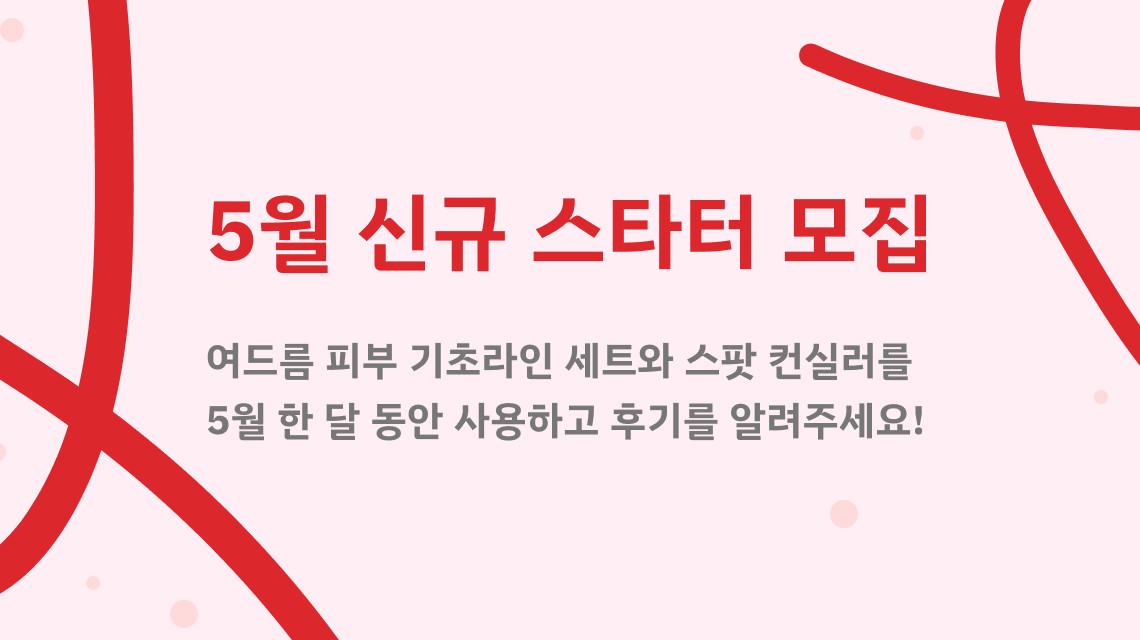 5월 신규 스타터 모집
여드름 피부 기초라인 세트와 스팟 컨실러를
5월 한 달 동안 사용하고 후기를 알려주세요!